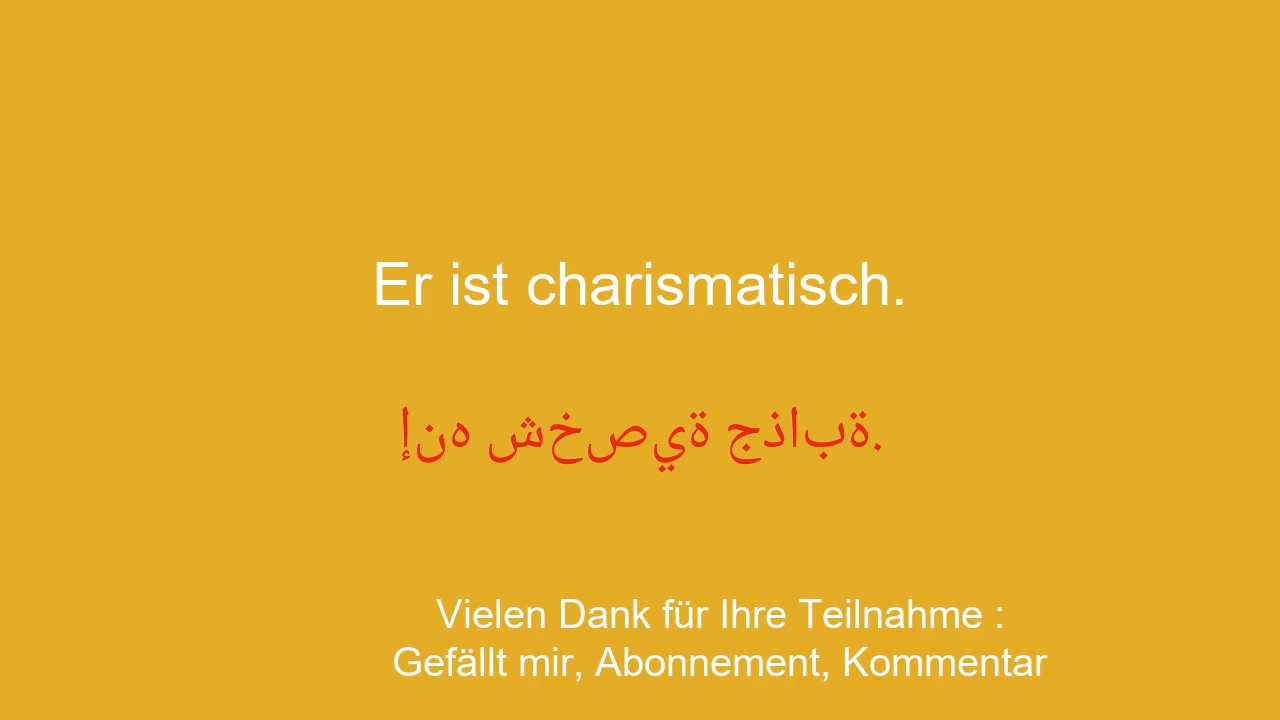 Er ist charismatisch.
إنه شخصية جذابة.
Vielen Dank für Ihre Teilnahme :
Gefällt mir, Abonnement, Kommentar